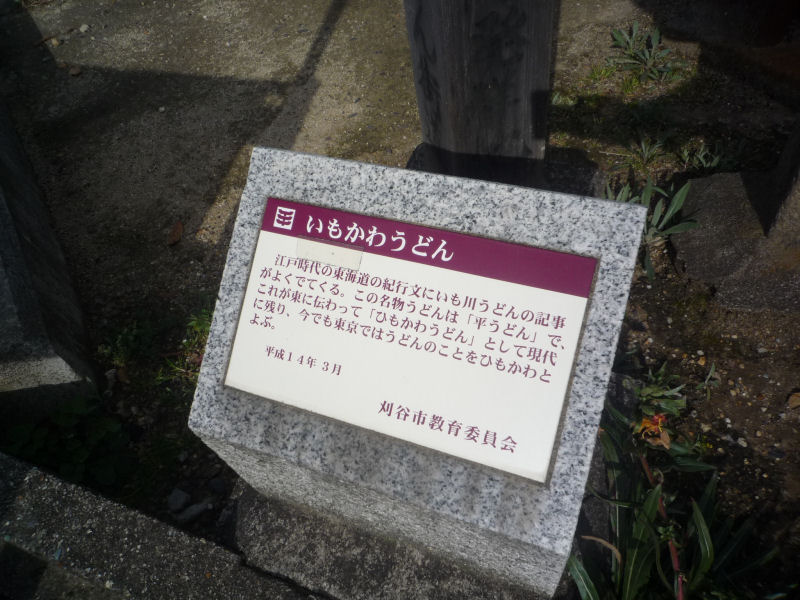 いもかわうどん
江戸時代の東海道の紀行文にいも川うどんの記事
がよくでてくる。この名物うどんは「平うどん」で、
これが東に伝わって「ひもかわうどん」として現代
に残り、今でも東京ではうどんのことをひもかわと
よぶ。
平成14年3月
刈谷市教育委員会